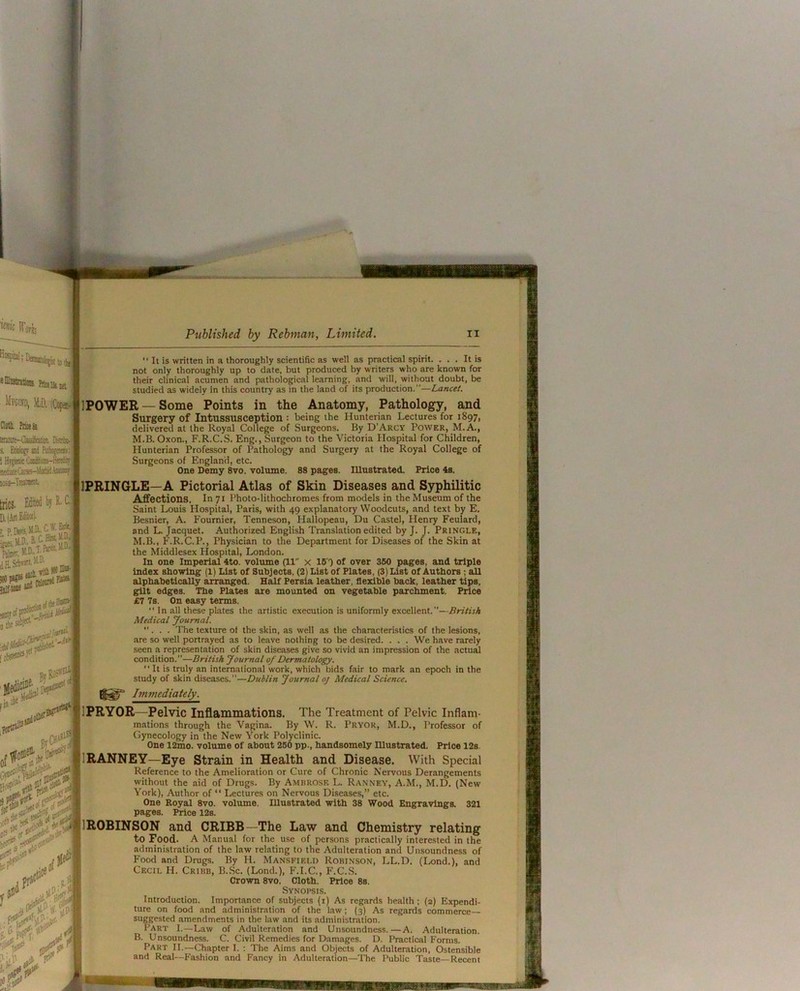 Published by Rebman, Limited. 11
" It is written in a thoroughly scientific as well as practical spirit. . . . It is
not only thoroughly up to date, but produced by writers who are known for
their clinical acumen and pathological learning, and will, without doubt, be
studied as widely in this country as in the land of its production."—Lancet.
POWER — Some Points in the Anatomy, Pathology, and
Surgery of Intussusception : being the Hunterian Lectures for 1897,
delivered at the Royal College of Surgeons. By D'ARCY POWER, M.A.,
M.B. Oxon., F.R.C.S. Eng., Surgeon to the Victoria Hospital for Children,
Hunterian Professor of Pathology and Surgery at the Royal College of
Surgeons of England, etc.
One Demy 8vo. volume. 88 pages. Illustrated. Price 4s.
PRINGLE—A Pictorial Atlas of Skin Diseases and Syphilitic
Affections. In 71 Photo-lithochromes from models in the Museum of the
Saint Louis Hospital, Paris, with 49 explanatory Woodcuts, and text by E.
Besnier, A. Fournier, Tenneson, Hallopeau, Du Castel, Henry Feulard,
and L. Jacquet. Authorized English Translation edited by J. J. PRINGLE,
M.B., F.R.C.P., Physician to the Department for Diseases of the Skin at
the Middlesex Hospital, London.
In one Imperial 4to. volume (11" x 15") of over 350 pages, and triple
index showing (1) List of Subjects, (2) List of Plates, (3) List of Authors ; all
alphabetically arranged. Half Persia leather, flexible back, leather tips,
gilt edges. The Plates are mounted on vegetable parchment. Price
£7 7s. On easy terms.
" In all these plates the artistic execution is uniformly excellent."—British
Medical Journal.
" . . . The texture of the skin, as well as the characteristics of the lesions,
are so well portrayed as to leave nothing to be desired. . . . We have rarely
seen a representation of skin diseases give so vivid an impression of the actual
condition."—British Journal of Dermatology.
" It is truly an international work, which bids fair to mark an epoch in the
study of skin diseases."—Dublin Journal of Medical Science.
Immediately.
PRYOR—Pelvic Inflammations. The Treatment of Pelvic Inflam-
mations through the Vagina. By W. R. PRYOR, M.D., Professor of
Gynecology in the New York Polyclinic.
One 12mo. volume of about 250 pp., handsomely Illustrated. Price 12s.
RANNEY—Eye Strain in Health and Disease. With Special
Reference to the Amelioration or Cure of Chronic Nervous Derangements
without the aid of Drugs. By AMBROSE L. RANNEY, A.M., M.D. (New
York), Author of " Lectures on Nervous Diseases," etc.
One Royal 8vo. volume. Illustrated with 38 Wood Engravings. 321
pages. Price 12s.
ROBINSON and CRIBB—The Law and Chemistry relating
to Food. A Manual for the use of persons practically interested in the
administration of the law relating to the Adulteration and Unsoundness of
Food and Drugs. By H. MANSFIELD ROBINSON, LL.D. (Lond.), and
CECIL H. CRIBB, B.Sc. (Lond.), F.I.C., F.C.S.
Crown 8vo. Cloth. Price 8s.
SYNOPSIS.
Introduction. Importance of subjects (1) As regards health ; (2) Expendi-
ture on food and administration of the law ; (3) As regards commerce—
suggested amendments in the law and its administration.
PART I.—Law of Adulteration and Unsoundness.—A. Adulteration.
B. Unsoundness. C. Civil Remedies for Damages. D. Practical Forms.
PART II.—Chapter I. : The Aims and Objects of Adulteration, Ostensible
and Real—Fashion and Fancy in Adulteration—The Public Taste—Recent